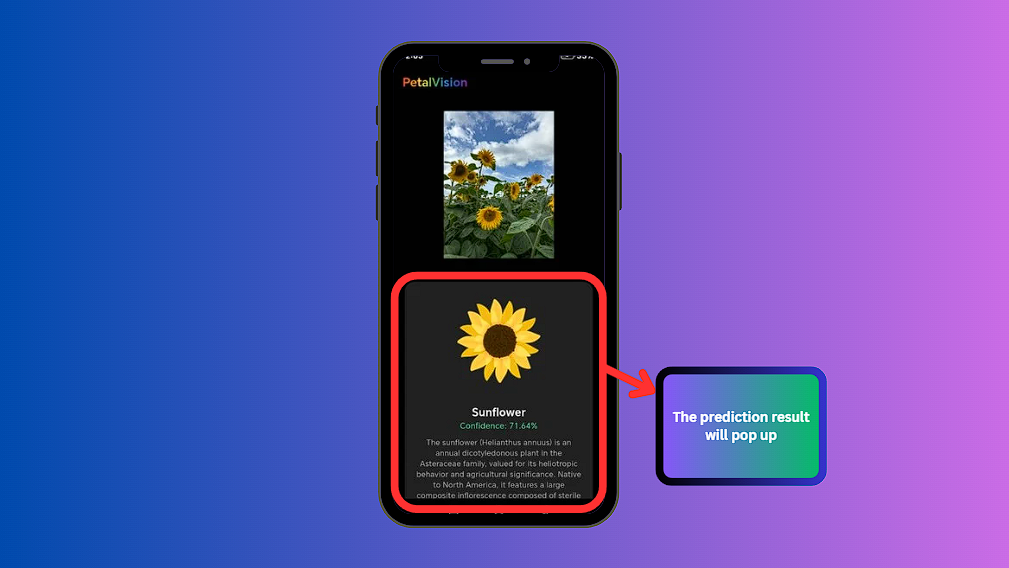 PetalVision
Sunflower
Confidence: 71.64%
The sunflower (Helianthus annuus) is an
annual dicotyledonous plant in the
Asteraceae family, valued for its heliotropic
behavior and agricultural significance. Native
to North America, it features a large
composite inflorescence composed of sterile
The prediction result
will pop up